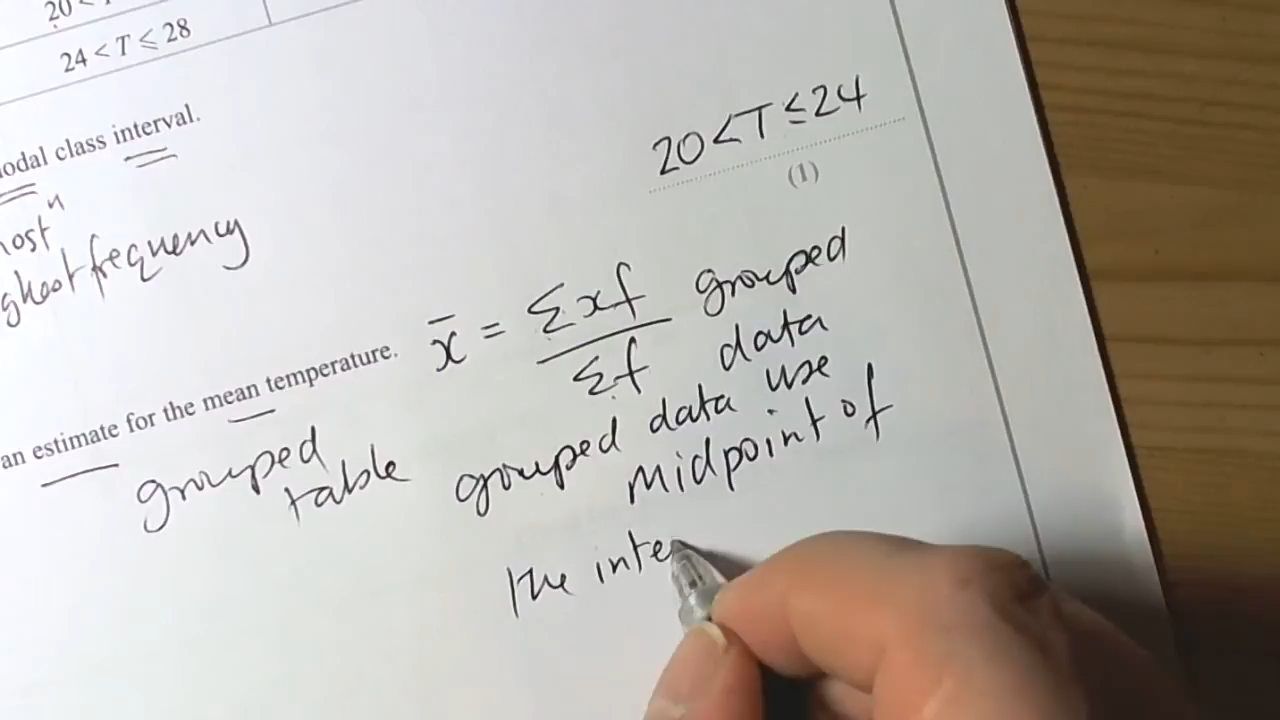 20 <
24 < T ≤ 28
odal class interval.
20 < T ≤ 24
(1)
ost
ghest frequency
an estimate for the mean temperature.
x̄ = Σxf / Σf
grouped
data
grouped
table
grouped data use
midpoint of
the inte